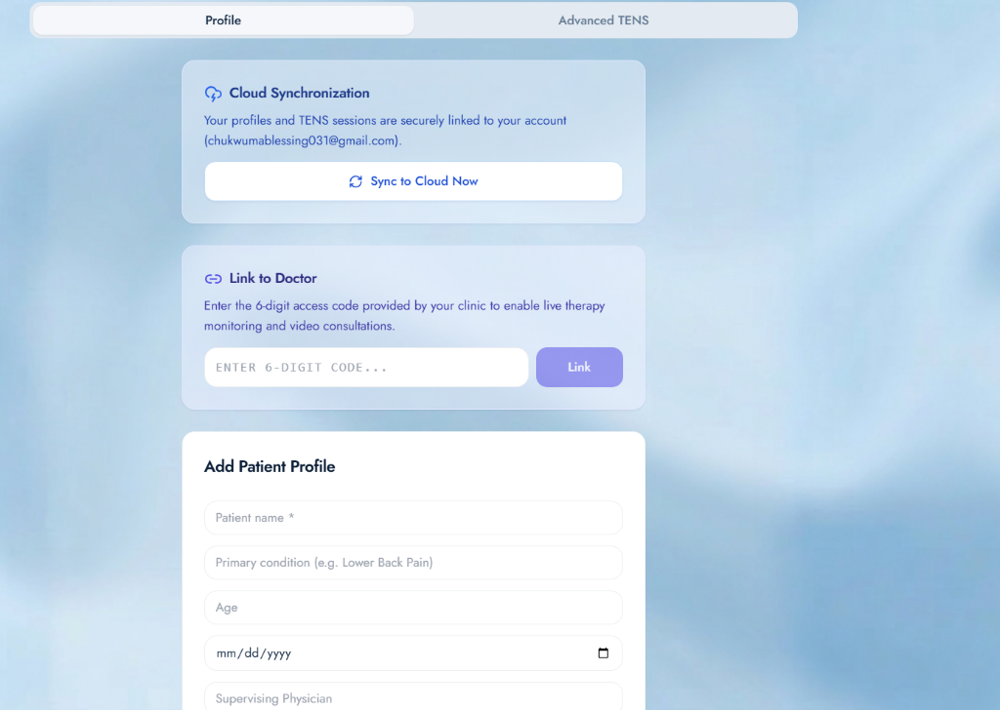 Profile
Advanced TENS
Cloud Synchronization
Your profiles and TENS sessions are securely linked to your account
(chukwumablessing031@gmail.com).
Sync to Cloud Now
Link to Doctor
Enter the 6-digit access code provided by your clinic to enable live therapy
monitoring and video consultations.
ENTER 6-DIGIT CODE...
Link
Add Patient Profile
Patient name *
Primary condition (e.g. Lower Back Pain)
Age
mm/dd/yyyy
Supervising Physician